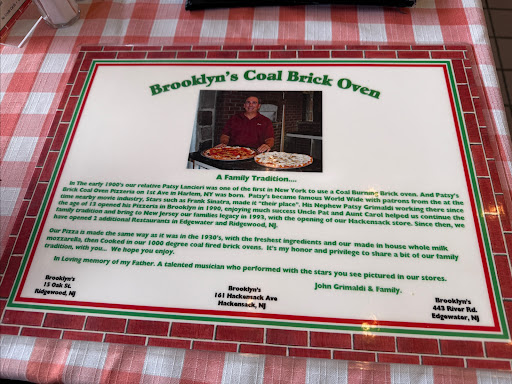 Brooklyn's Coal Brick Oven
A Family Tradition....
In The early 1900's our relative Patsy Lancieri was one of the first in New York to use a Coal Burning Brick oven. And Patsy's
Brick Coal Oven Pizzeria on 1st Ave in Harlem, NY was born. Patsy's became famous World Wide with patrons from the at the
time nearby movie industry, Stars such as Frank Sinatra, made it "their place". His Nephew Patsy Grimaldi working there since
the age of 13 opened his Pizzeria in Brooklyn in 1990, enjoying much success Uncle Pat and Aunt Carol helped us continue the
family tradition and bring to New Jersey our families legacy in 1993, with the opening of our Hackensack store. Since then, we
have opened 2 additional Restaurants in Edgewater and Ridgewood, NJ.
Our Pizza is made the same way as it was in the 1930's, with the freshest ingredients and our made in house whole milk
mozzarella, then Cooked in our 1000 degree coal fired brick ovens. It's my honor and privilege to share a bit of our family
tradition, with you... We hope you enjoy.
In Loving memory of my Father. A talented musician who performed with the stars you see pictured in our stores.
John Grimaldi & Family.
Brooklyn's
15 Oak St.
Ridgewood, NJ
Brooklyn's
161 Hackensack Ave
Hackensack, NJ
Brooklyn's
443 River Rd.
Edgewater, NJ